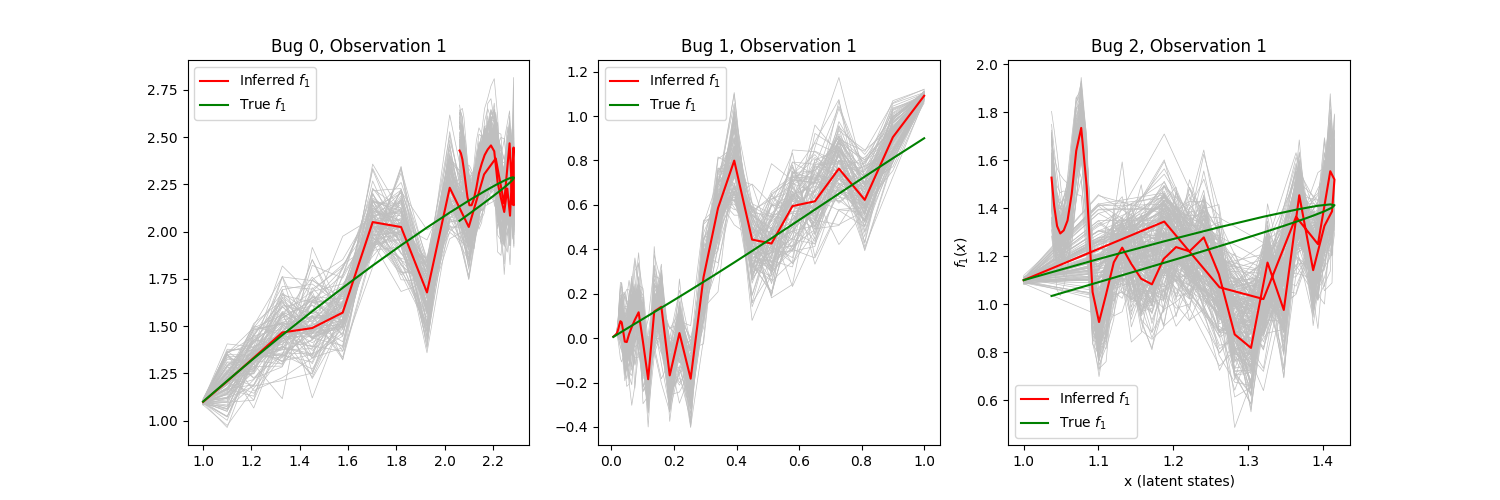 Bug 0, Observation 1
Inferred f₁
True f₁
2.75
2.50
2.25
2.00
1.75
1.50
1.25
1.00
1.0 1.2 1.4 1.6 1.8 2.0 2.2
Bug 1, Observation 1
Inferred f₁
True f₁
1.2
1.0
0.8
0.6
0.4
0.2
0.0
−0.2
−0.4
0.0 0.2 0.4 0.6 0.8 1.0
Bug 2, Observation 1
f₁(x)
2.0
1.8
1.6
1.4
1.2
1.0
0.8
0.6
Inferred f₁
True f₁
1.0 1.1 1.2 1.3 1.4
x (latent states)